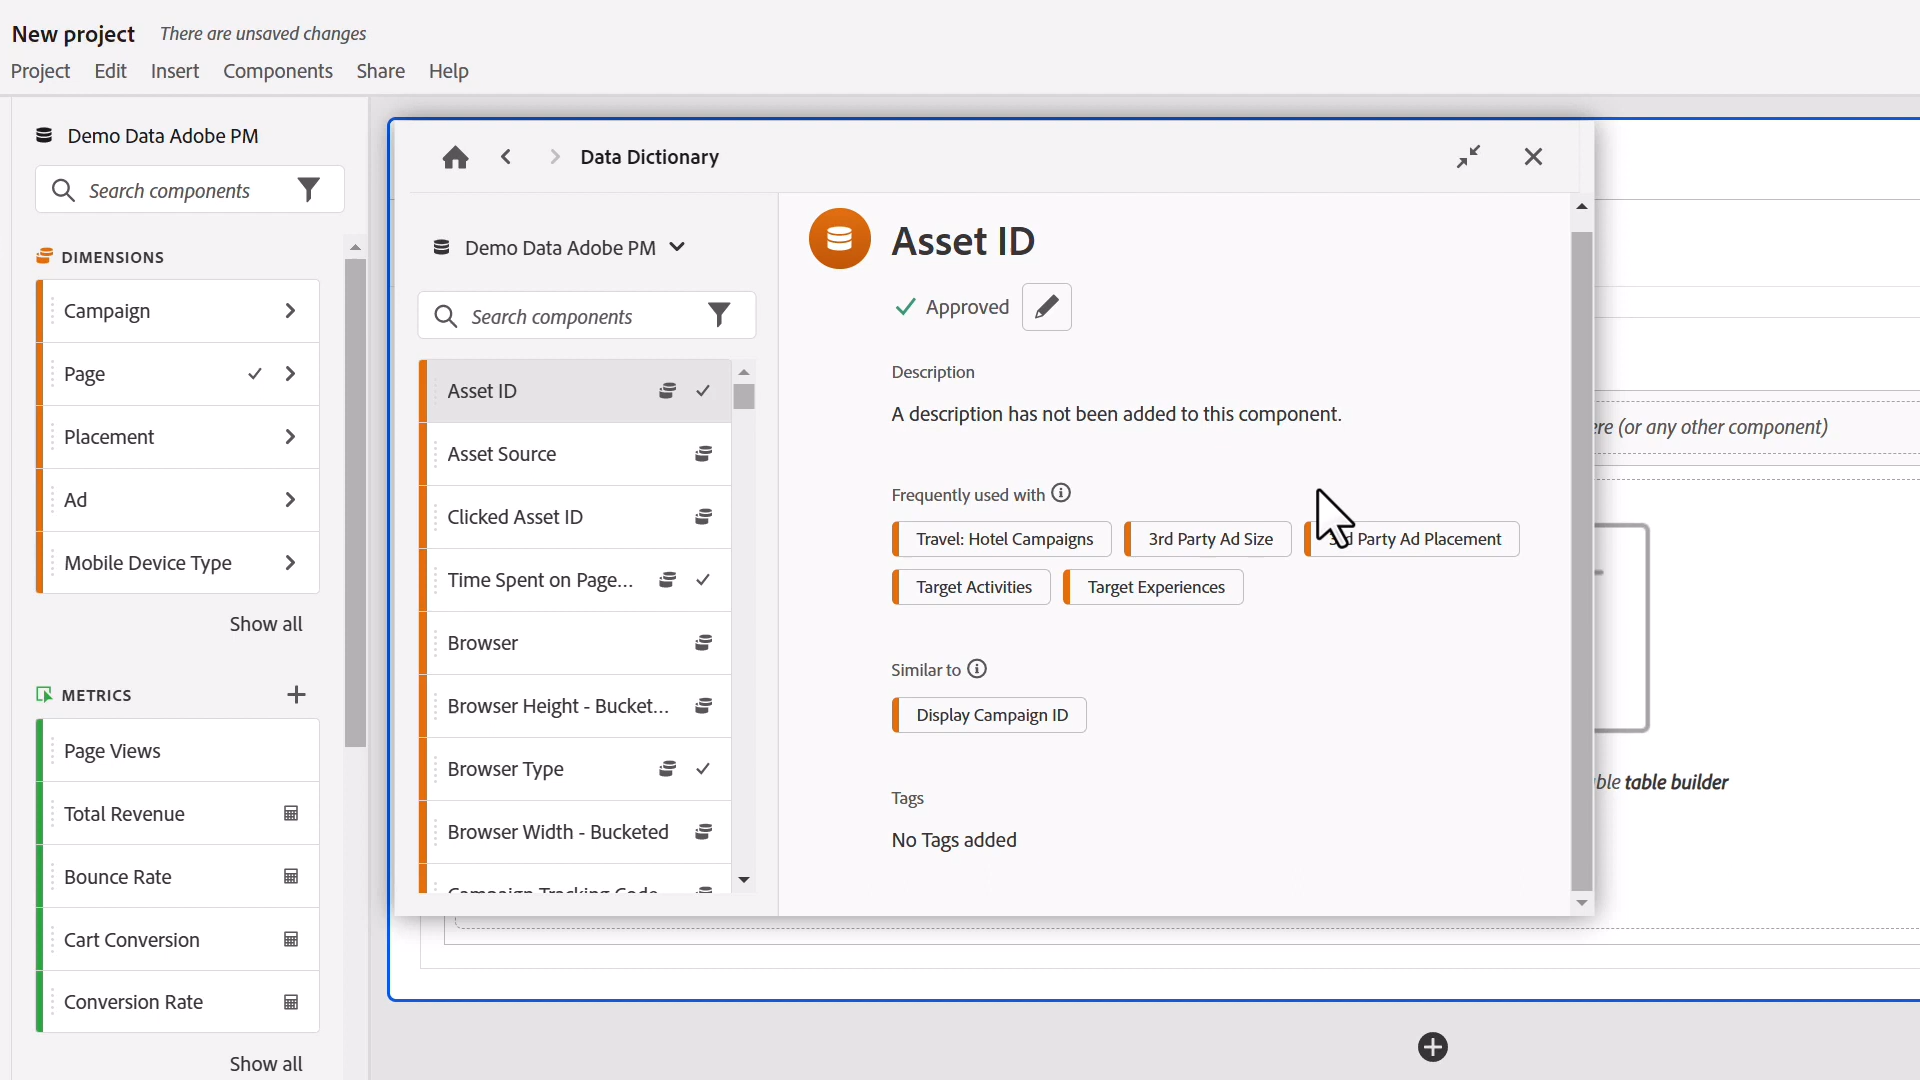 New project There are unsaved changes
Project Edit Insert Components Share Help
Demo Data Adobe PM
Search components
DIMENSIONS
Campaign
Page
Placement
Ad
Mobile Device Type
Show all
METRICS
Page Views
Total Revenue
Bounce Rate
Cart Conversion
Conversion Rate
Show all
Data Dictionary
Demo Data Adobe PM
Search components
Asset ID
Asset Source
Clicked Asset ID
Time Spent on Page...
Browser
Browser Height - Bucket...
Browser Type
Browser Width - Bucketed
Campaign Tracking Code
Asset ID
Approved
Description
A description has not been added to this component.
Frequently used with
Travel: Hotel Campaigns 3rd Party Ad Size 3rd Party Ad Placement
Target Activities Target Experiences
Similar to
Display Campaign ID
Tags
No Tags added
(or any other component)
table builder